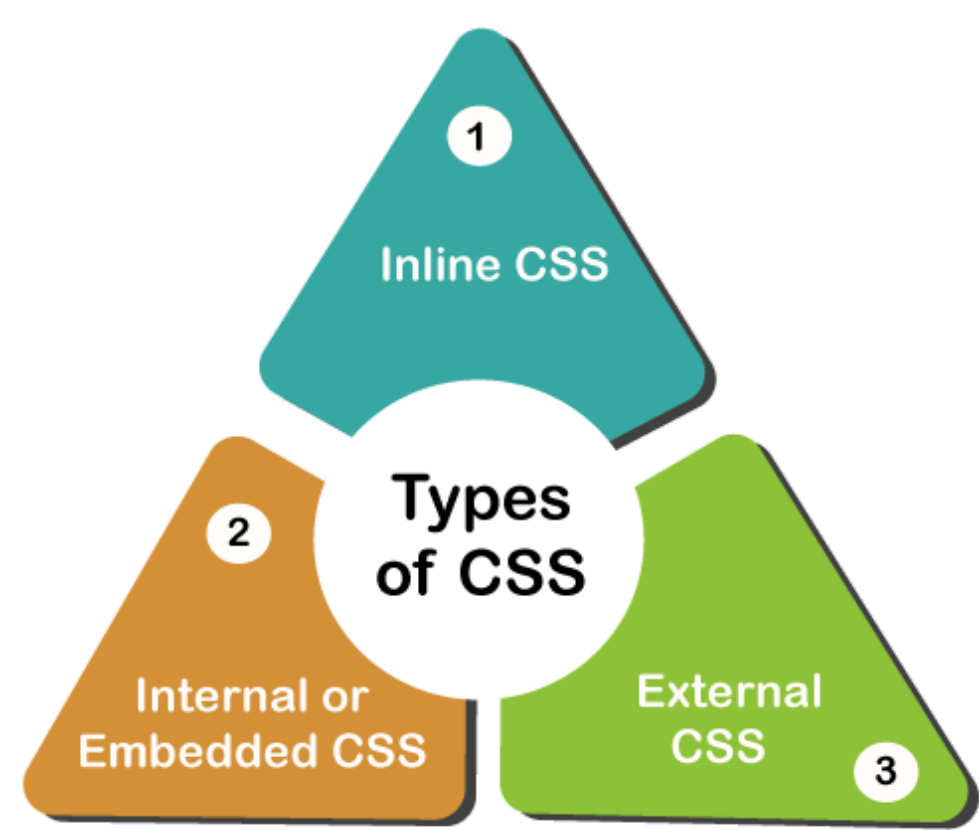 1
Inline CSS
Types
of CSS
2
Internal or
Embedded CSS
External
CSS
3